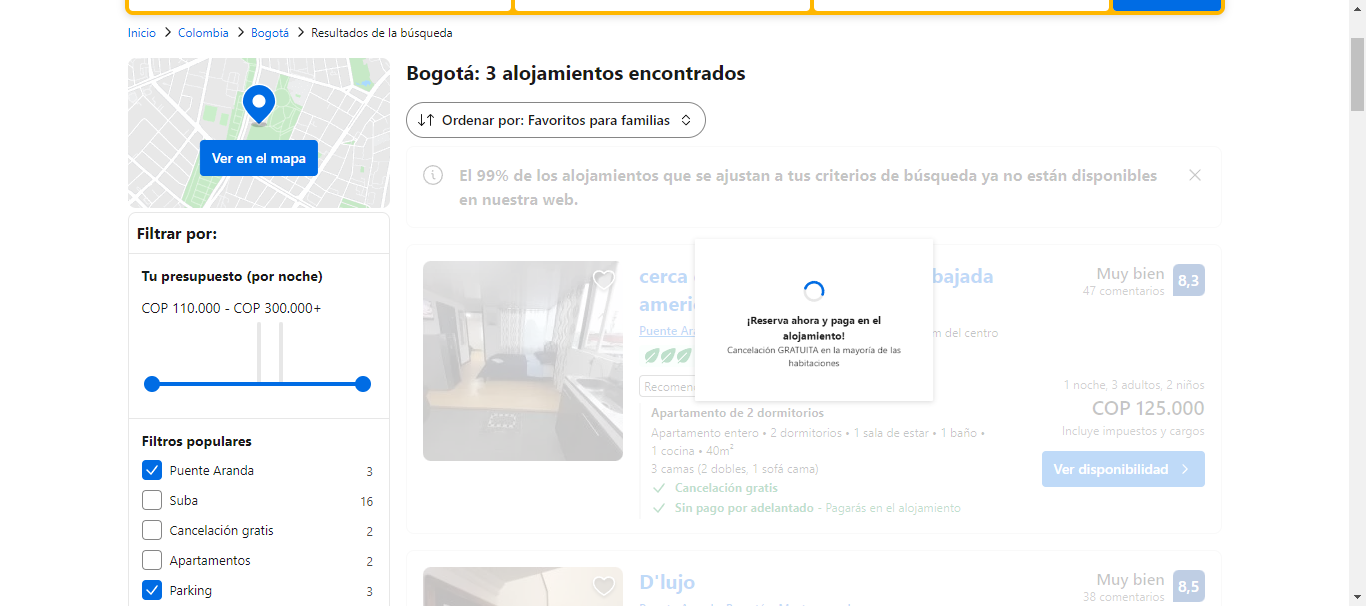 Inicio > Colombia > Bogotá > Resultados de la búsqueda
Ver en el mapa
Filtrar por:
Tu presupuesto (por noche)
COP 110.000 - COP 300.000+
Filtros populares
Puente Aranda 3
Suba 16
Cancelación gratis 2
Apartamentos 2
Parking 3
Bogotá: 3 alojamientos encontrados
Ordenar por: Favoritos para familias
El 99% de los alojamientos que se ajustan a tus criterios de búsqueda ya no están disponibles
en nuestra web.
cerca
bajada
Puente
m del centro
Muy bien
47 comentarios
8,3
¡Reserva ahora y paga en el
alojamiento!
Cancelación GRATUITA en la mayoría de las
habitaciones
Apartamento de 2 dormitorios
Apartamento entero • 2 dormitorios • 1 sala de estar • 1 baño •
1 cocina • 40m²
3 camas (2 dobles, 1 sofá cama)
Cancelación gratis
Sin pago por adelantado - Pagarás en el alojamiento
1 noche, 3 adultos, 2 niños
COP 125.000
Incluye impuestos y cargos
Ver disponibilidad
D'lujo
Muy bien
38 comentarios
8,5